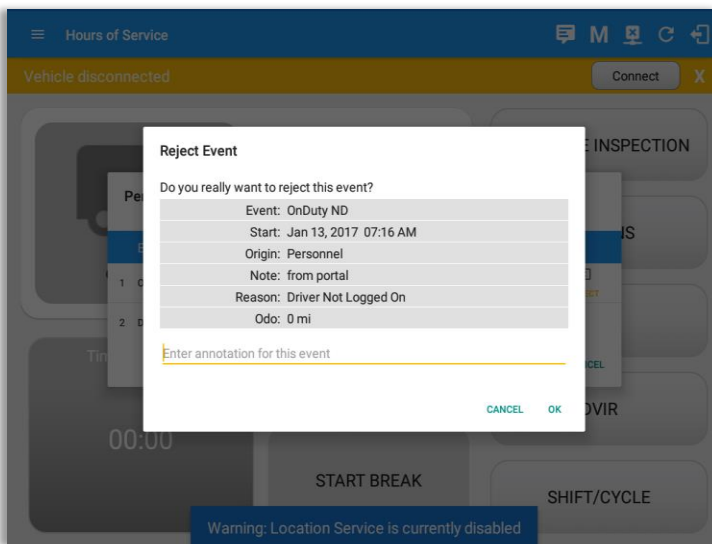 Hours of Service
M
Vehicle disconnected
Connect
X
Reject Event
Do you really want to reject this event?
Event: OnDuty ND
Start: Jan 13, 2017 07:16 AM
Origin: Personnel
Note: from portal
Reason: Driver Not Logged On
Odo: 0 mi
Enter annotation for this event
CANCEL
OK
INSPECTION
1
2
00:00
START BREAK
SHIFT/CYCLE
Warning: Location Service is currently disabled